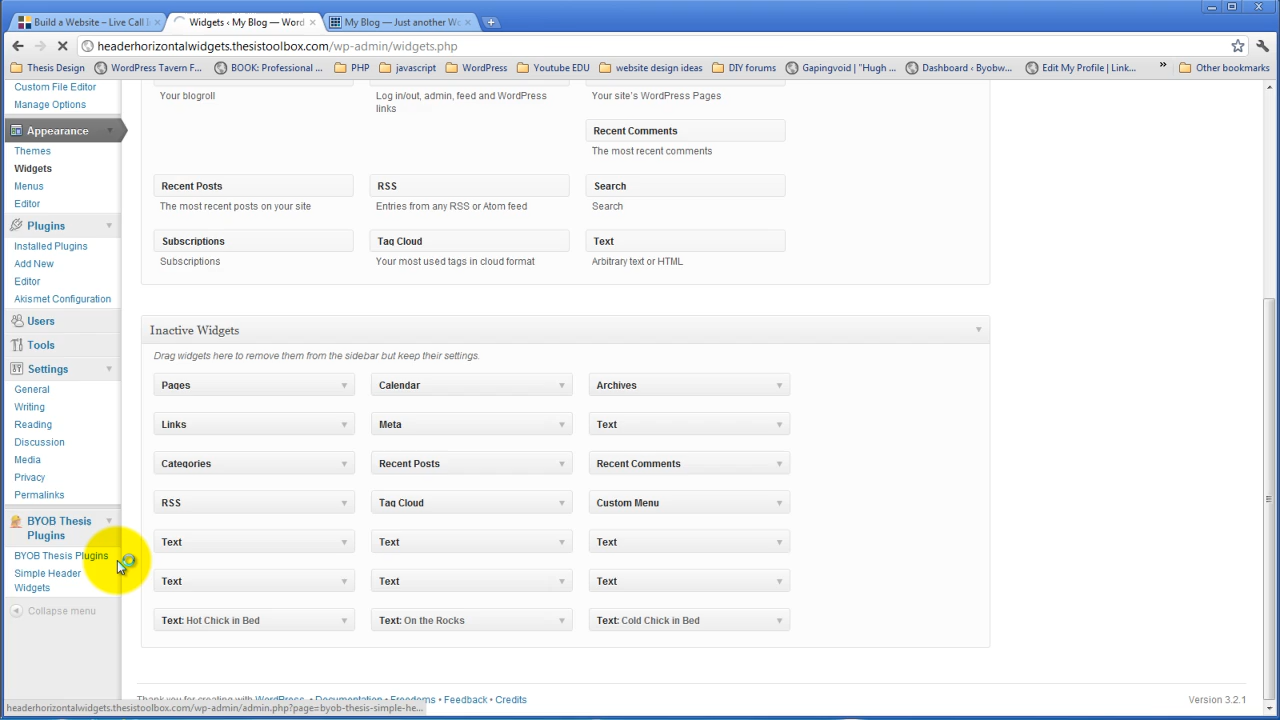 Build a Website – Live Call
Widgets ‹ My Blog — Word
My Blog — Just another Wo
headerhorizontalwidgets.thesistoolbox.com/wp-admin/widgets.php
Thesis Design
WordPress Tavern F...
BOOK: Professional ...
PHP
javascript
WordPress
Youtube EDU
website design ideas
DIY forums
Gapingvoid | "Hugh ...
Dashboard ‹ Byobw...
Edit My Profile | Link...
»
Other bookmarks
Custom File Editor
Manage Options
Appearance
Themes
Widgets
Menus
Editor
Plugins
Installed Plugins
Add New
Editor
Akismet Configuration
Users
Tools
Settings
General
Writing
Reading
Discussion
Media
Privacy
Permalinks
BYOB Thesis
Plugins
BYOB Thesis Plugins
Simple Header
Widgets
Collapse menu
Your blogroll
Log in/out, admin, feed and WordPress
links
Your site's WordPress Pages
Recent Comments
The most recent comments
Recent Posts
RSS
Search
The most recent posts on your site
Entries from any RSS or Atom feed
Search
Subscriptions
Tag Cloud
Text
Subscriptions
Your most used tags in cloud format
Arbitrary text or HTML
Inactive Widgets
Drag widgets here to remove them from the sidebar but keep their settings.
Pages
Calendar
Archives
Links
Meta
Text
Categories
Recent Posts
Recent Comments
RSS
Tag Cloud
Custom Menu
Text
Text
Text
Text
Text
Text
Text: Hot Chick in Bed
Text: On the Rocks
Text: Cold Chick in Bed
Thank you for creating with WordPress. • Documentation • Freedoms • Feedback • Credits
Version 3.2.1
headerhorizontalwidgets.thesistoolbox.com/wp-admin/admin.php?page=byob-thesis-simple-he...